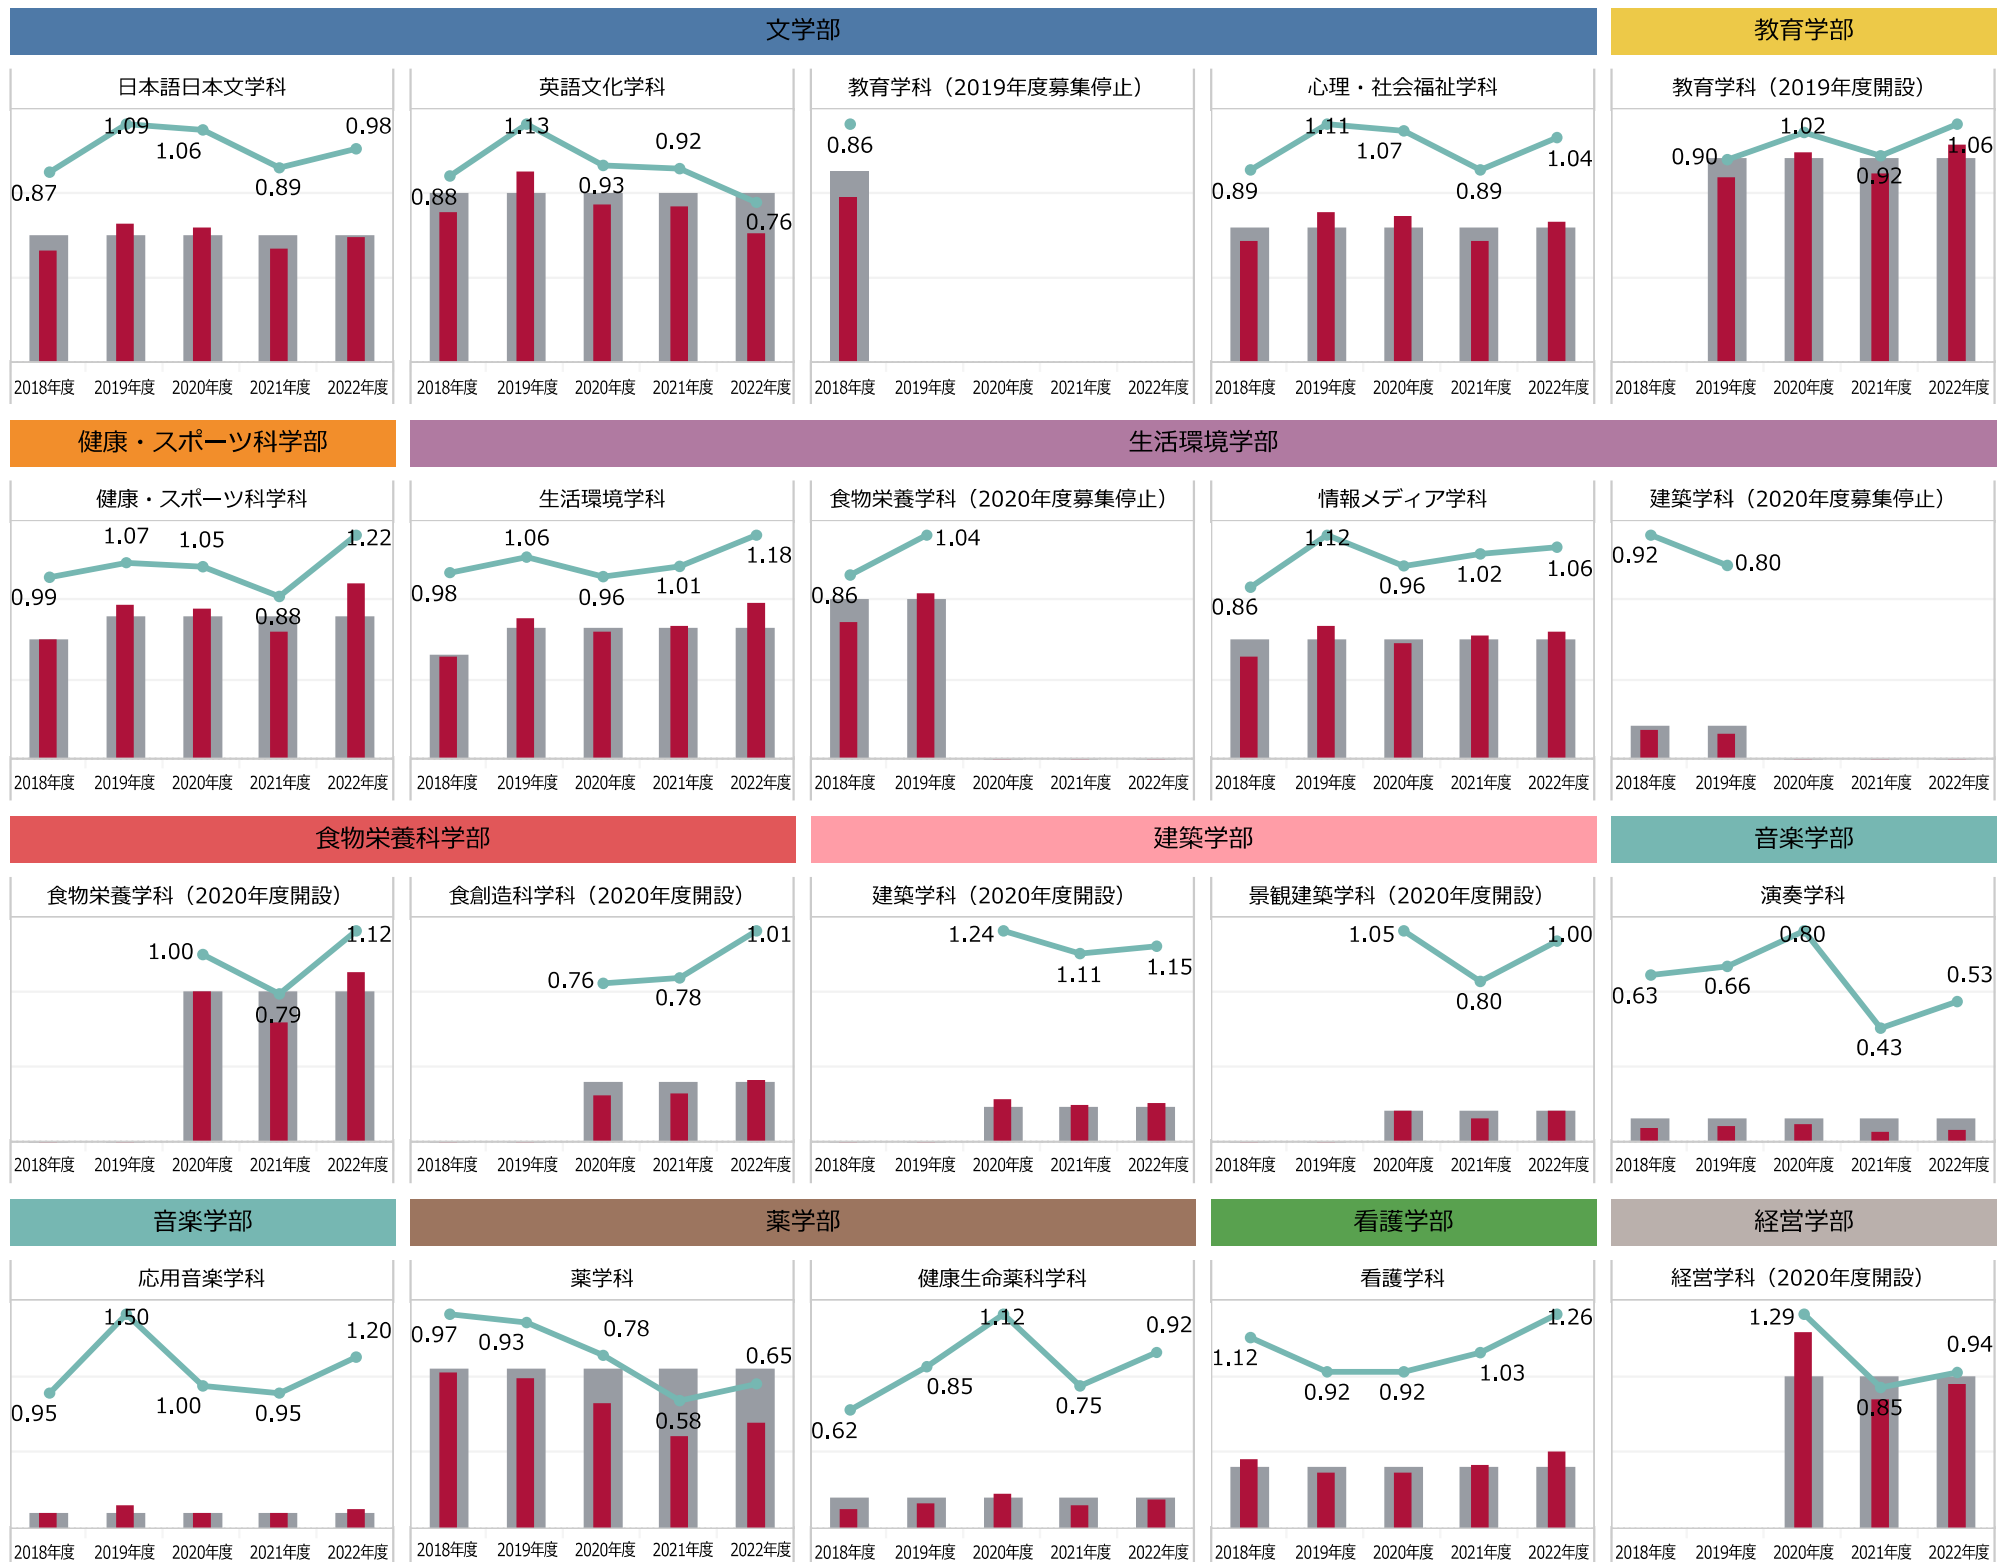 文学部
教育学部
日本語日本文学科
英語文化学科
教育学科（2019年度募集停止）
心理・社会福祉学科
教育学科（2019年度開設）
0.87 1.09 1.06 0.89 0.98
0.88 1.13 0.93 0.92 0.76
0.86
0.89 1.11 1.07 0.89 1.04
0.90 1.02 0.92 1.06
2018年度 2019年度 2020年度 2021年度 2022年度
2018年度 2019年度 2020年度 2021年度 2022年度
2018年度 2019年度 2020年度 2021年度 2022年度
2018年度 2019年度 2020年度 2021年度 2022年度
2018年度 2019年度 2020年度 2021年度 2022年度
健康・スポーツ科学部
生活環境学部
健康・スポーツ科学科
生活環境学科
食物栄養学科（2020年度募集停止）
情報メディア学科
建築学科（2020年度募集停止）
0.99 1.07 1.05 0.88 1.22
0.98 1.06 0.96 1.01 1.18
0.86 1.04
0.86 1.12 0.96 1.02 1.06
0.92 0.80
2018年度 2019年度 2020年度 2021年度 2022年度
2018年度 2019年度 2020年度 2021年度 2022年度
2018年度 2019年度 2020年度 2021年度 2022年度
2018年度 2019年度 2020年度 2021年度 2022年度
2018年度 2019年度 2020年度 2021年度 2022年度
食物栄養科学部
建築学部
音楽学部
食物栄養学科（2020年度開設）
食創造科学科（2020年度開設）
建築学科（2020年度開設）
景観建築学科（2020年度開設）
演奏学科
1.00 0.79 1.12
0.76 0.78 1.01
1.24 1.11 1.15
1.05 0.80 1.00
0.63 0.66 0.80 0.43 0.53
2018年度 2019年度 2020年度 2021年度 2022年度
2018年度 2019年度 2020年度 2021年度 2022年度
2018年度 2019年度 2020年度 2021年度 2022年度
2018年度 2019年度 2020年度 2021年度 2022年度
2018年度 2019年度 2020年度 2021年度 2022年度
音楽学部
薬学部
看護学部
経営学部
応用音楽学科
薬学科
健康生命薬科学科
看護学科
経営学科（2020年度開設）
0.95 1.50 1.00 0.95 1.20
0.97 0.93 0.78 0.58 0.65
0.62 0.85 1.12 0.75 0.92
1.12 0.92 0.92 1.03 1.26
1.29 0.85 0.94
2018年度 2019年度 2020年度 2021年度 2022年度
2018年度 2019年度 2020年度 2021年度 2022年度
2018年度 2019年度 2020年度 2021年度 2022年度
2018年度 2019年度 2020年度 2021年度 2022年度
2018年度 2019年度 2020年度 2021年度 2022年度